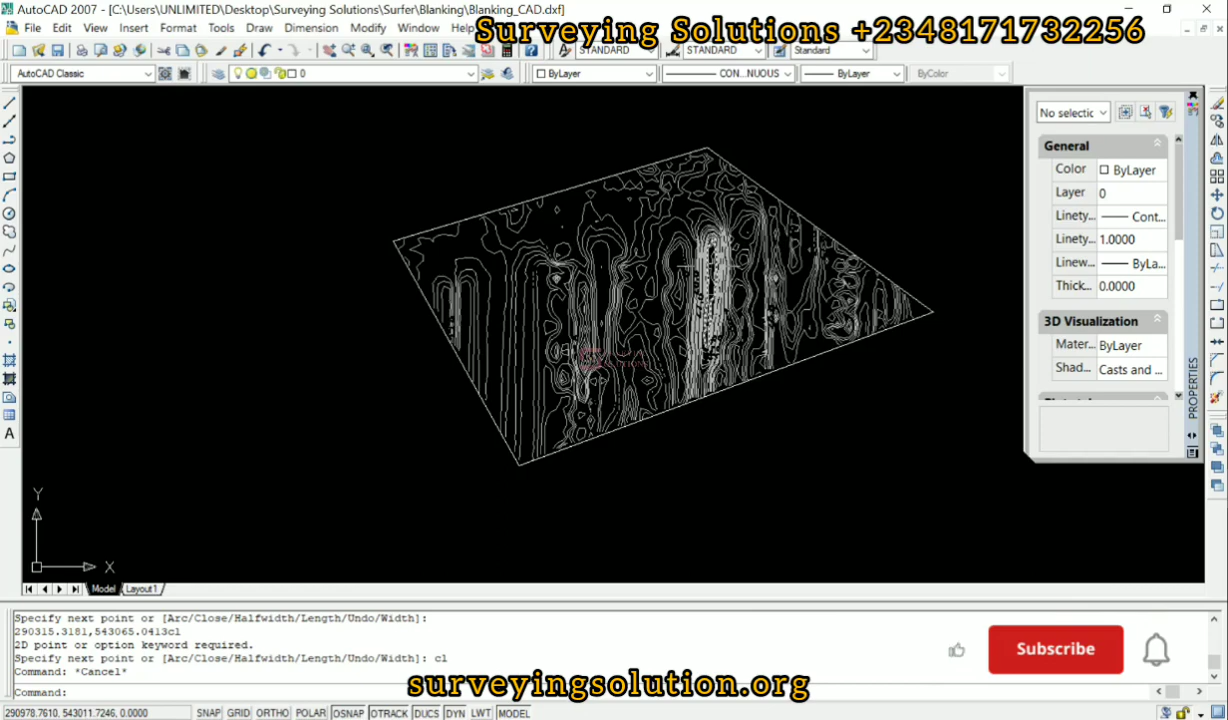 AutoCAD 2007 - [C:\Users\UNLIMITED\Desktop\Surveying Solutions\Surfer\Blanking\Blanking_CAD.dxf]
File Edit View Insert Format Tools Draw Dimension Modify Window Help
Surveying Solutions +2348171732256
STANDARD STANDARD Standard
AutoCAD Classic 0 ByLayer CON...NUOUS ByLayer ByColor
No selectic
General
Color ByLayer
Layer 0
Linety... Cont...
Linety... 1.0000
Linew... ByLa...
Thick... 0.0000
3D Visualization
Mater... ByLayer
Shad... Casts and ...
PROPERTIES
Y
X
Model Layout1
Specify next point or [Arc/Close/Halfwidth/Length/Undo/Width]:
290315.3181,543065.0413cl
2D point or option keyword required.
Specify next point or [Arc/Close/Halfwidth/Length/Undo/Width]: cl
Command: *Cancel*
Subscribe
surveyingsolution.org
Command:
290978.7610, 543011.7246, 0.0000 SNAP GRID ORTHO POLAR OSNAP OTRACK DUCS DYN LWT MODEL